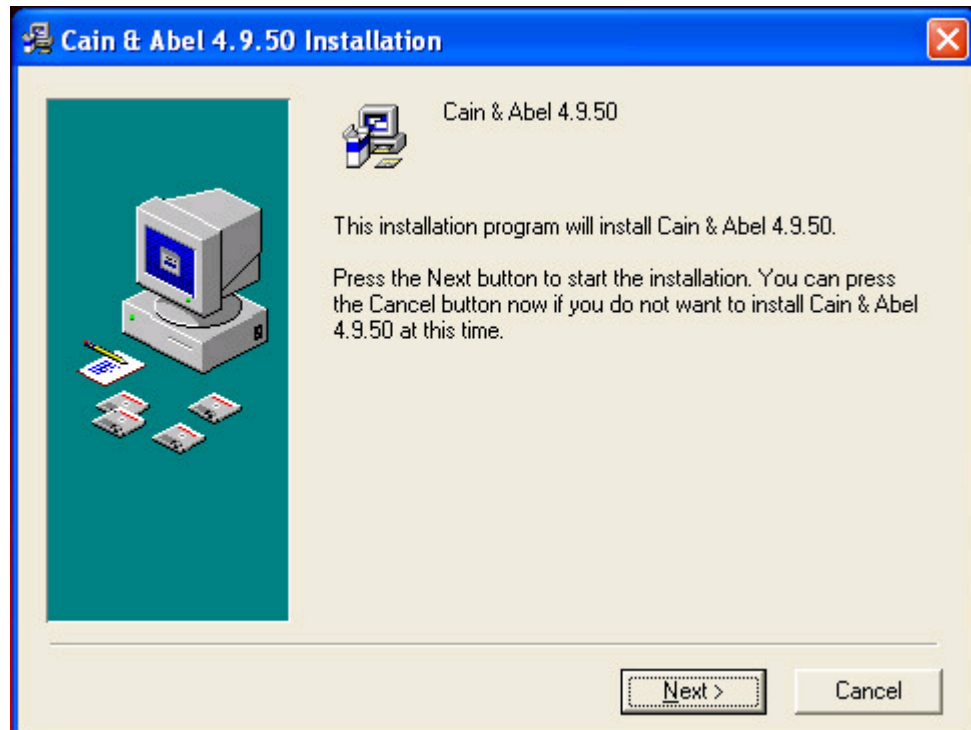 Cain & Abel 4.9.50 Installation
Cain & Abel 4.9.50
This installation program will install Cain & Abel 4.9.50.
Press the Next button to start the installation. You can press
the Cancel button now if you do not want to install Cain & Abel
4.9.50 at this time.
Next >
Cancel